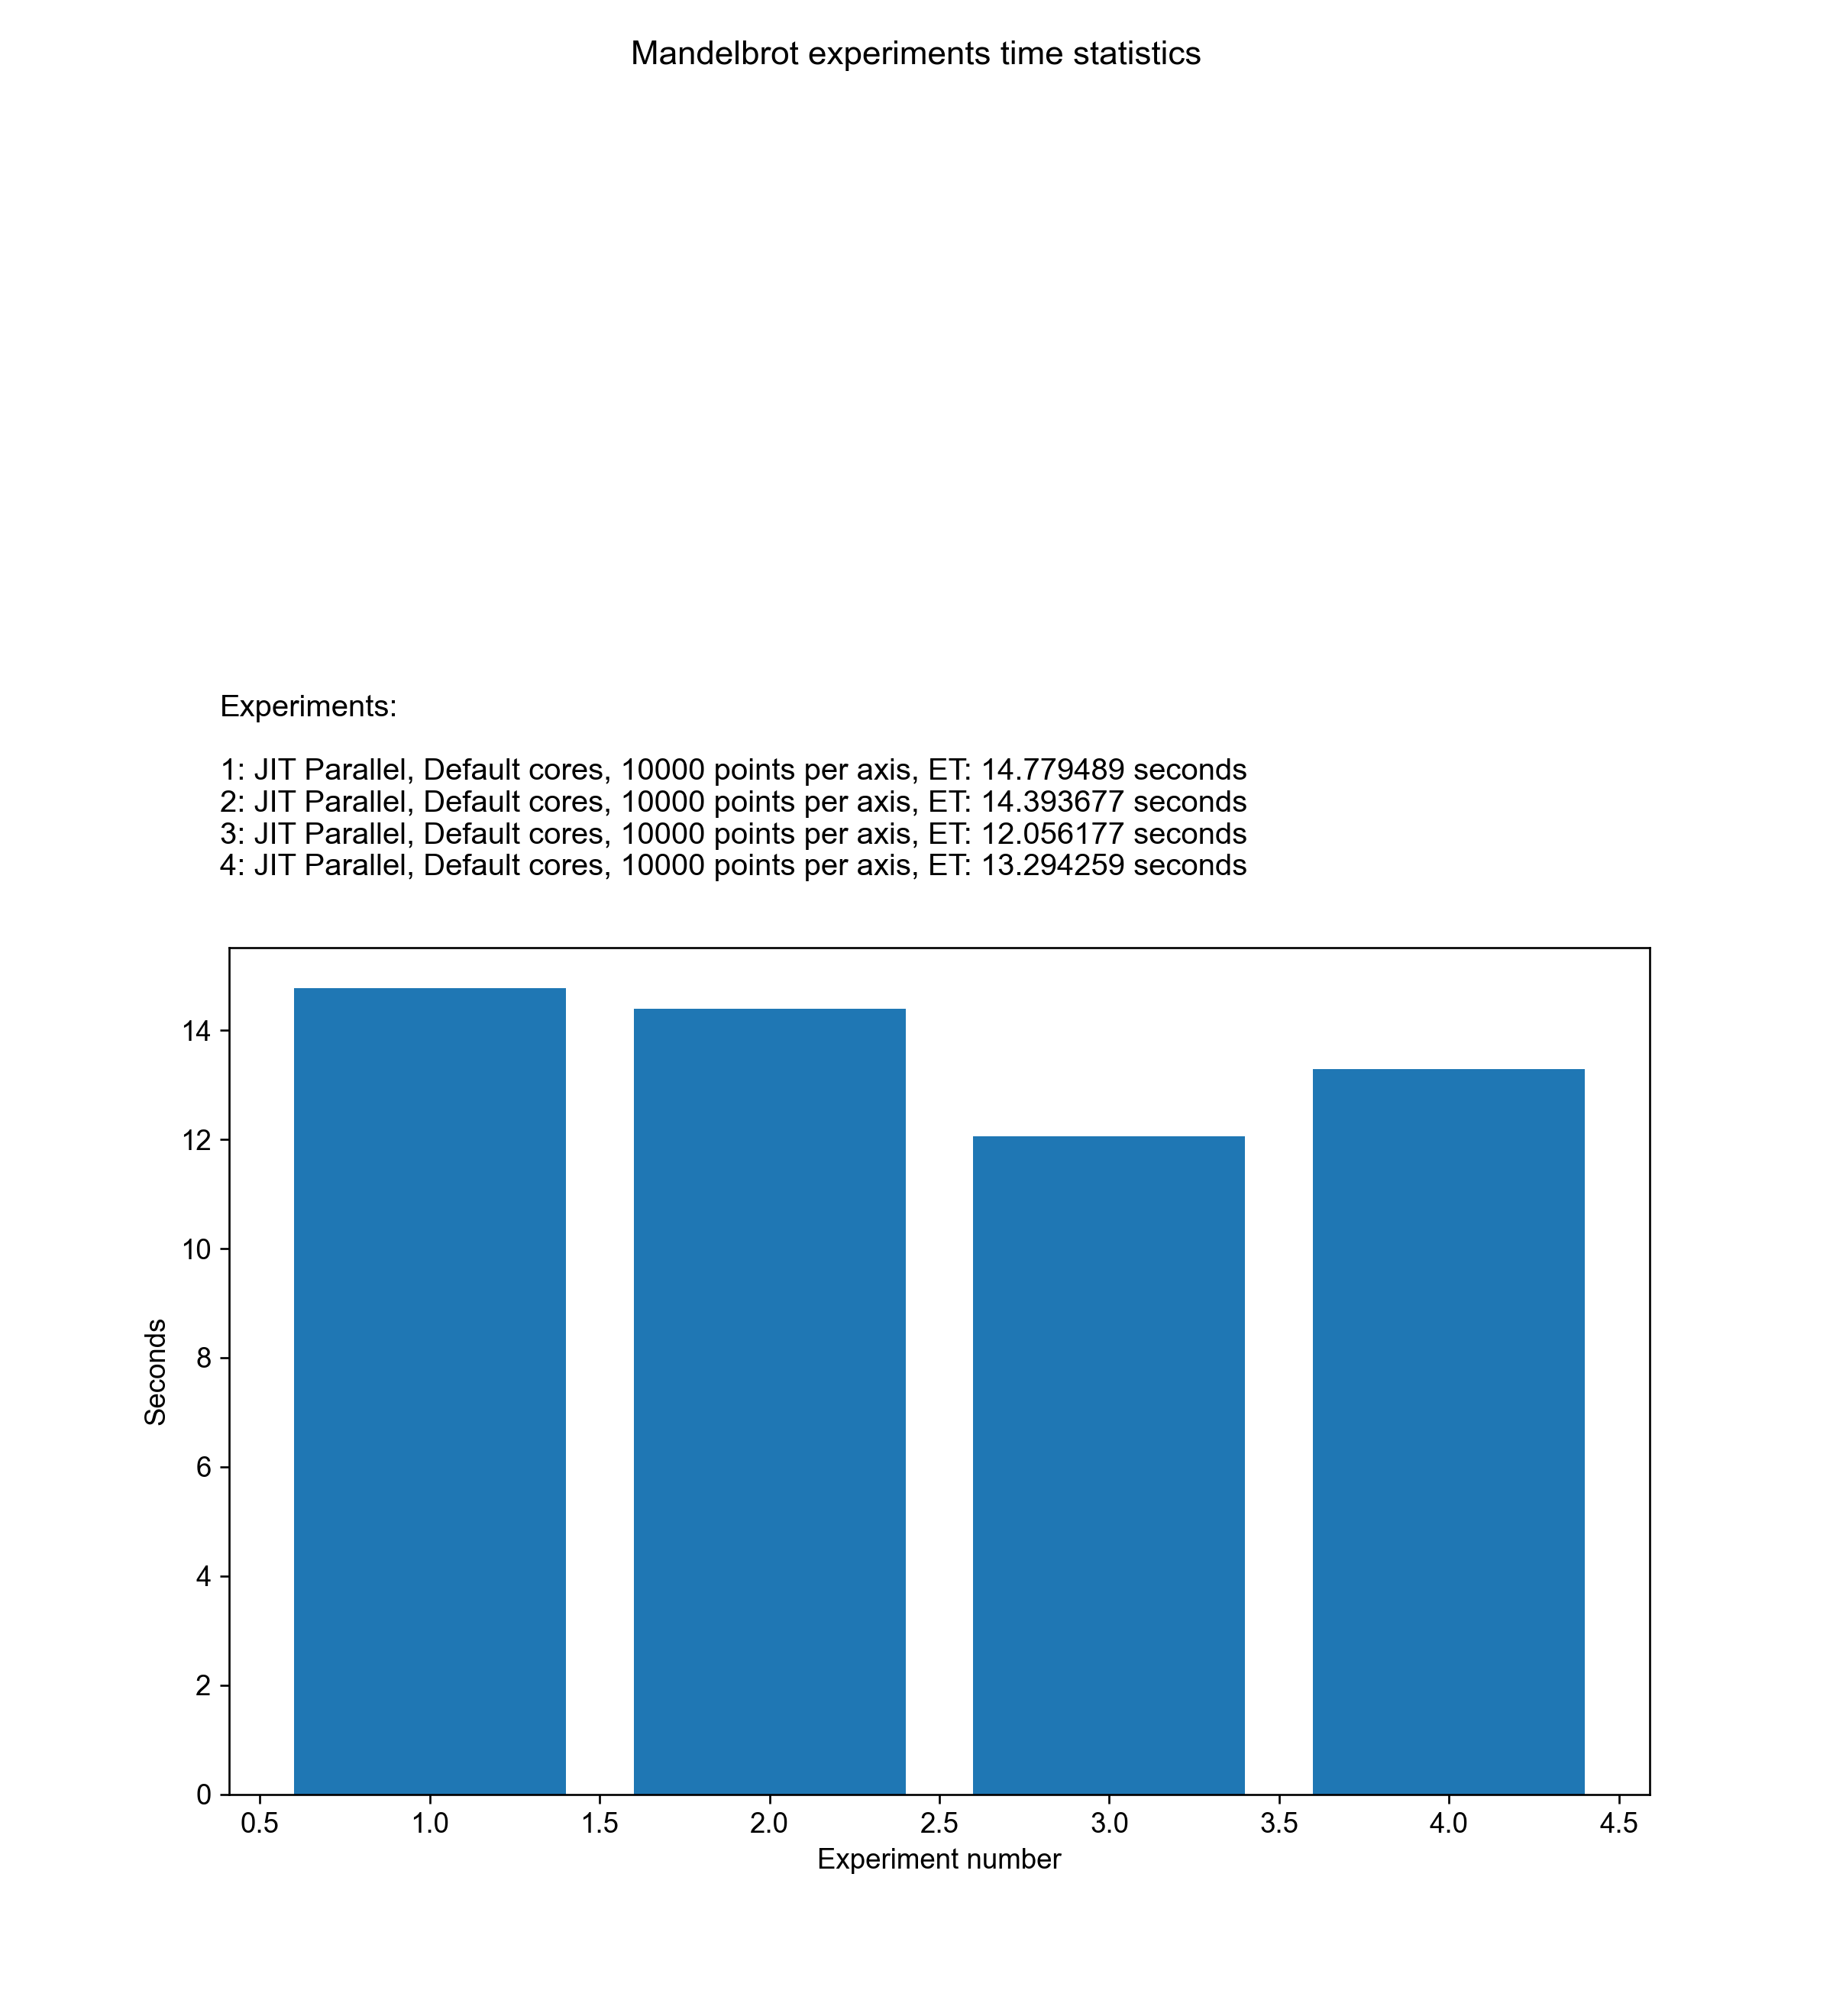 Mandelbrot experiments time statistics
Experiments:
1: JIT Parallel, Default cores, 10000 points per axis, ET: 14.779489 seconds
2: JIT Parallel, Default cores, 10000 points per axis, ET: 14.393677 seconds
3: JIT Parallel, Default cores, 10000 points per axis, ET: 12.056177 seconds
4: JIT Parallel, Default cores, 10000 points per axis, ET: 13.294259 seconds
14
12
10
8
6
4
2
0
Seconds
0.5 1.0 1.5 2.0 2.5 3.0 3.5 4.0 4.5
Experiment number